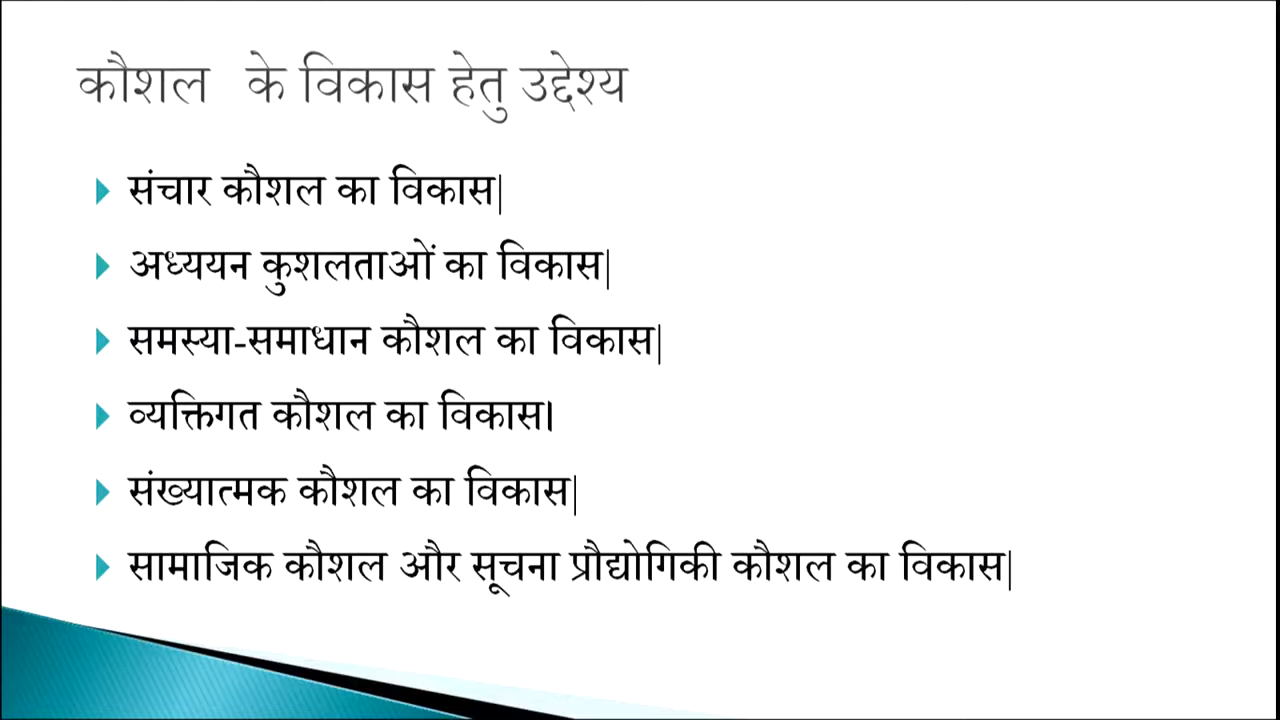 कौशल के विकास हेतु उद्देश्य
संचार कौशल का विकास|
अध्ययन कुशलताओं का विकास|
समस्या-समाधान कौशल का विकास|
व्यक्तिगत कौशल का विकास।
संख्यात्मक कौशल का विकास|
सामाजिक कौशल और सूचना प्रौद्योगिकी कौशल का विकास|